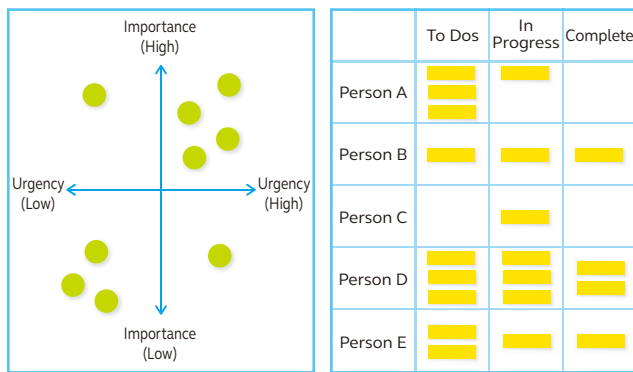 Importance
(High)
Urgency
(Low)
Urgency
(High)
Importance
(Low)
To Dos
In
Progress
Complete
Person A
Person B
Person C
Person D
Person E